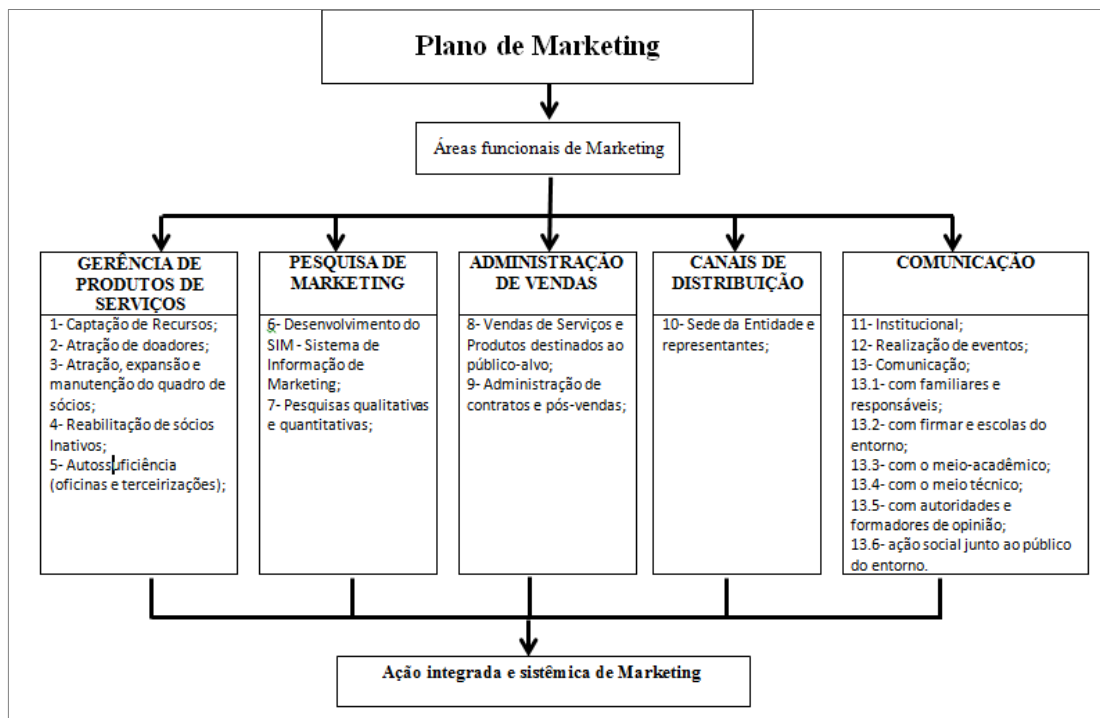 Plano de Marketing
Áreas funcionais de Marketing
GERÊNCIA DE
PRODUTOS DE
SERVIÇOS
1- Captação de Recursos;
2- Atração de doadores;
3- Atração, expansão e
manutenção do quadro de
sócios;
4- Reabilitação de sócios
Inativos;
5- Autossuficiência
(oficinas e terceirizações);
PESQUISA DE
MARKETING
6- Desenvolvimento do
SIM - Sistema de
Informação de
Marketing;
7- Pesquisas qualitativas
e quantitativas;
ADMINISTRAÇÃO
DE VENDAS
8- Vendas de Serviços e
Produtos destinados ao
público-alvo;
9- Administração de
contratos e pós-vendas;
CANAIS DE
DISTRIBUIÇÃO
10- Sede da Entidade e
representantes;
COMUNICAÇÃO
11- Institucional;
12- Realização de eventos;
13- Comunicação;
13.1- com familiares e
responsáveis;
13.2- com firmar e escolas do
entorno;
13.3- com o meio-acadêmico;
13.4- com o meio técnico;
13.5- com autoridades e
formadores de opinião;
13.6- ação social junto ao público
do entorno.
Ação integrada e sistêmica de Marketing